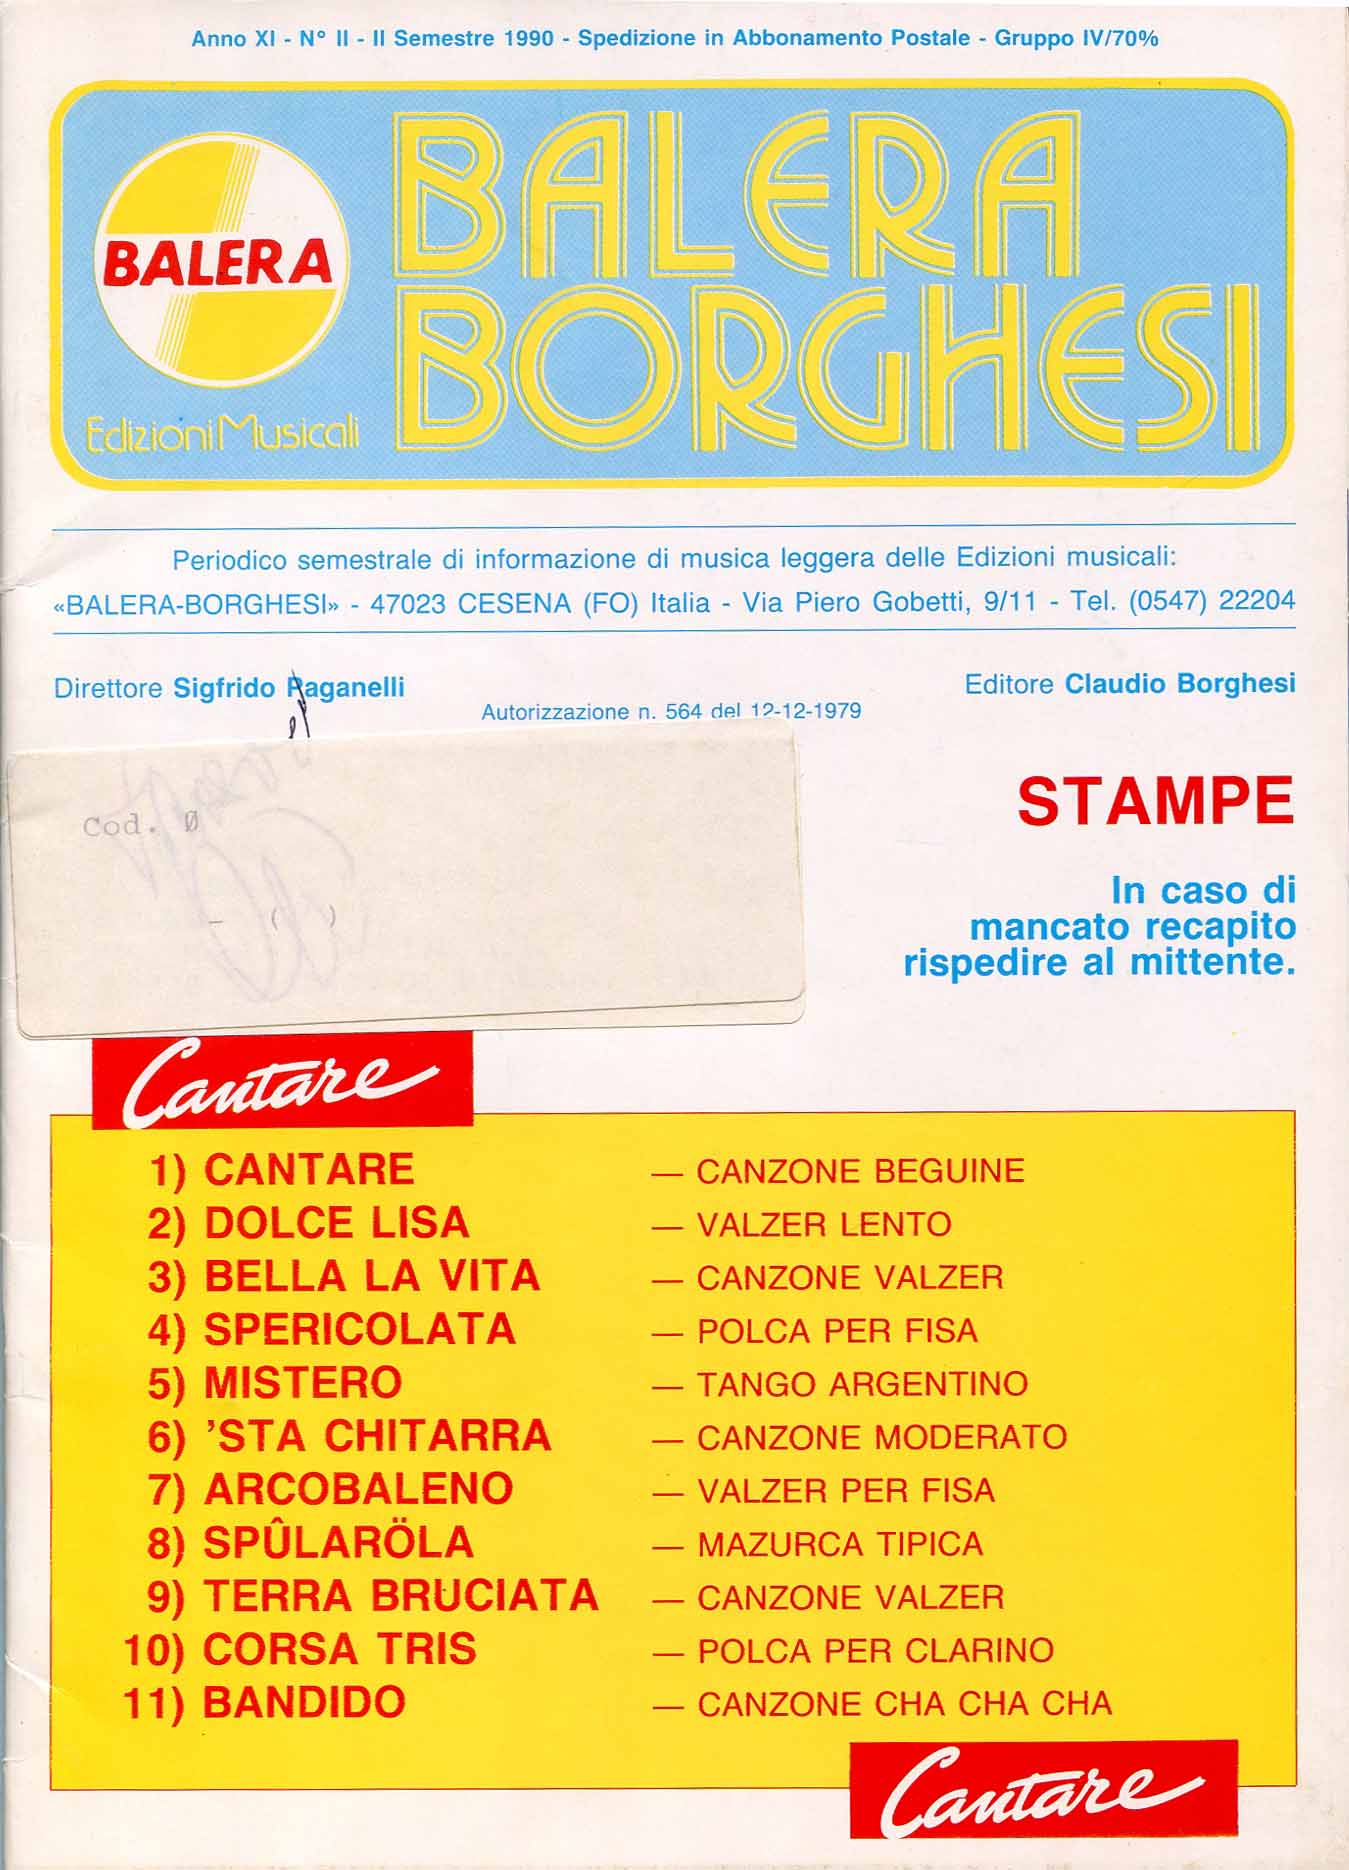 Anno XI - N° II - II Semestre 1990 - Spedizione in Abbonamento Postale - Gruppo IV/70%
BALERA
Edizioni Musicali
BALERA
BORGHESI
Periodico semestrale di informazione di musica leggera delle Edizioni musicali:
«BALERA-BORGHESI» - 47023 CESENA (FO) Italia - Via Piero Gobetti, 9/11 - Tel. (0547) 22204
Direttore Sigfrido Paganelli
Editore Claudio Borghesi
Autorizzazione n. 564 del 12-12-1979
Cod. Ø
- ( )
STAMPE
In caso di
mancato recapito
rispedire al mittente.
Cantare
1) CANTARE — CANZONE BEGUINE
2) DOLCE LISA — VALZER LENTO
3) BELLA LA VITA — CANZONE VALZER
4) SPERICOLATA — POLCA PER FISA
5) MISTERO — TANGO ARGENTINO
6) 'STA CHITARRA — CANZONE MODERATO
7) ARCOBALENO — VALZER PER FISA
8) SPÛLARÖLA — MAZURCA TIPICA
9) TERRA BRUCIATA — CANZONE VALZER
10) CORSA TRIS — POLCA PER CLARINO
11) BANDIDO — CANZONE CHA CHA CHA
Cantare